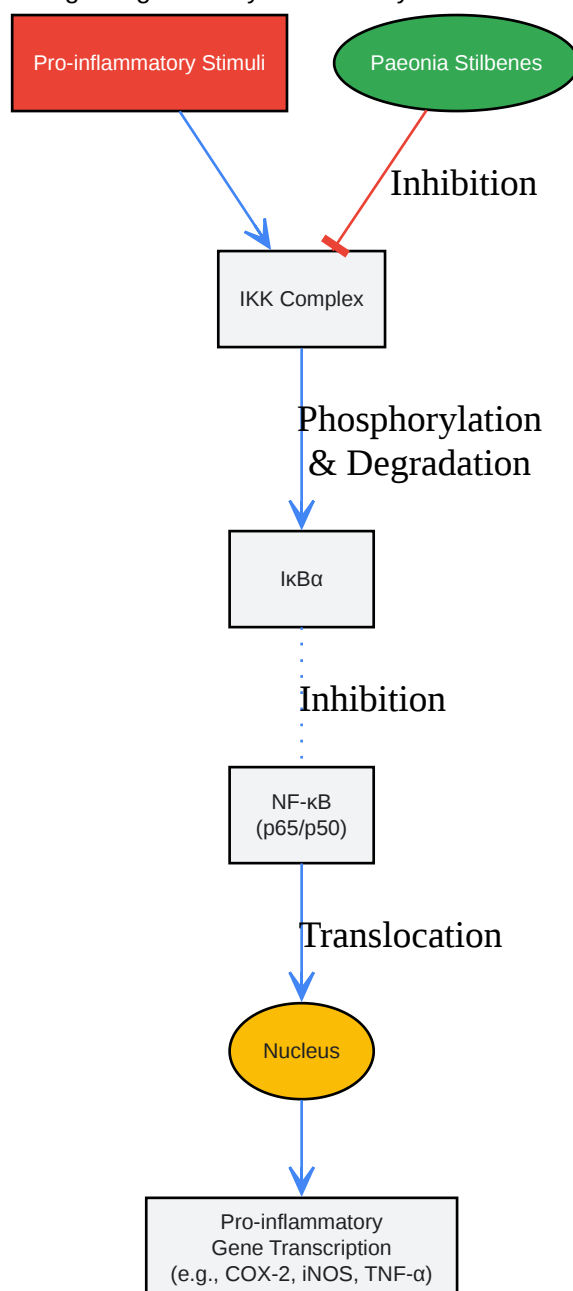 Pro-inflammatory Stimuli
Paeonia Stilbenes
Inhibition
IKK Complex
Phosphorylation
& Degradation
IκBα
Inhibition
NF-κB
(p65/p50)
Translocation
Nucleus
Pro-inflammatory
Gene Transcription
(e.g., COX-2, iNOS, TNF-α)